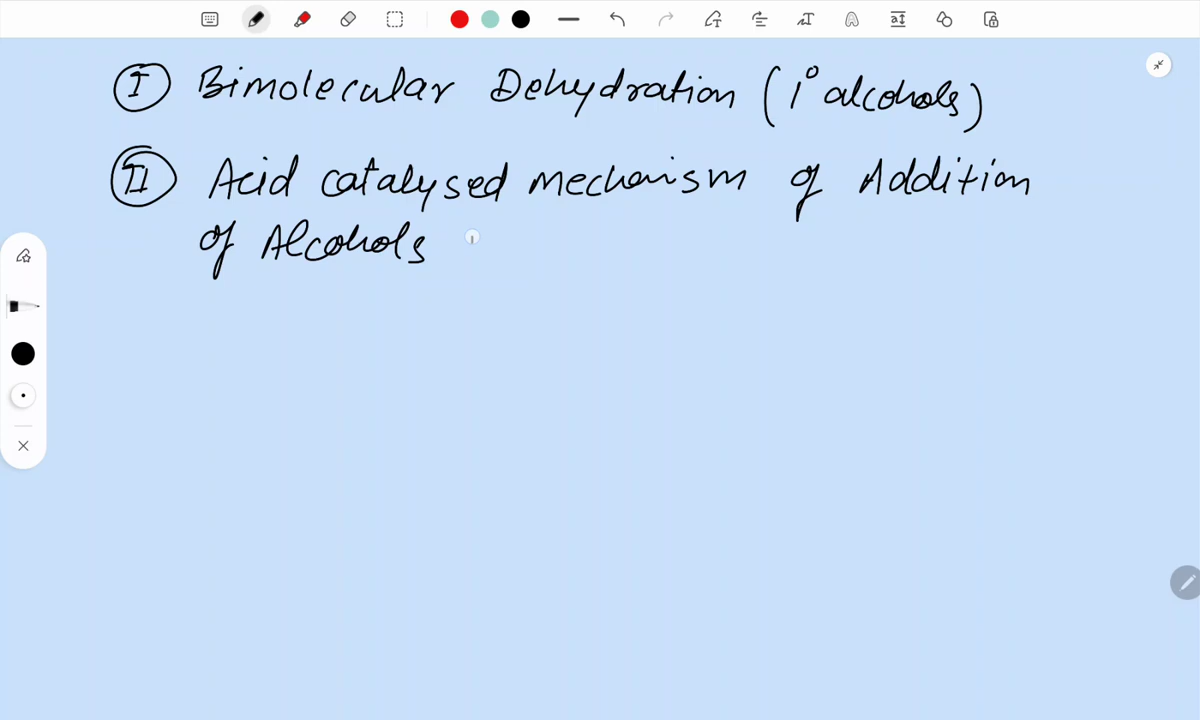 I Bimolecular Dehydration (1° alcohols)
II Acid catalysed mechanism of Addition
of Alcohols